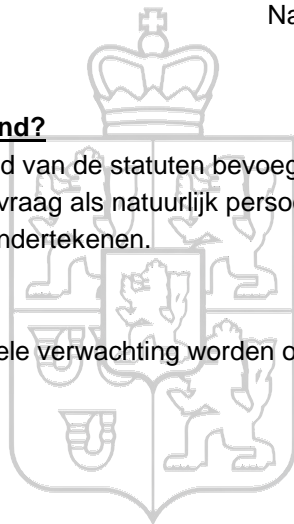 Na
nd?
d van de statuten bevoeg
vraag als natuurlijk perso
ndertekenen.
ele verwachting worden o